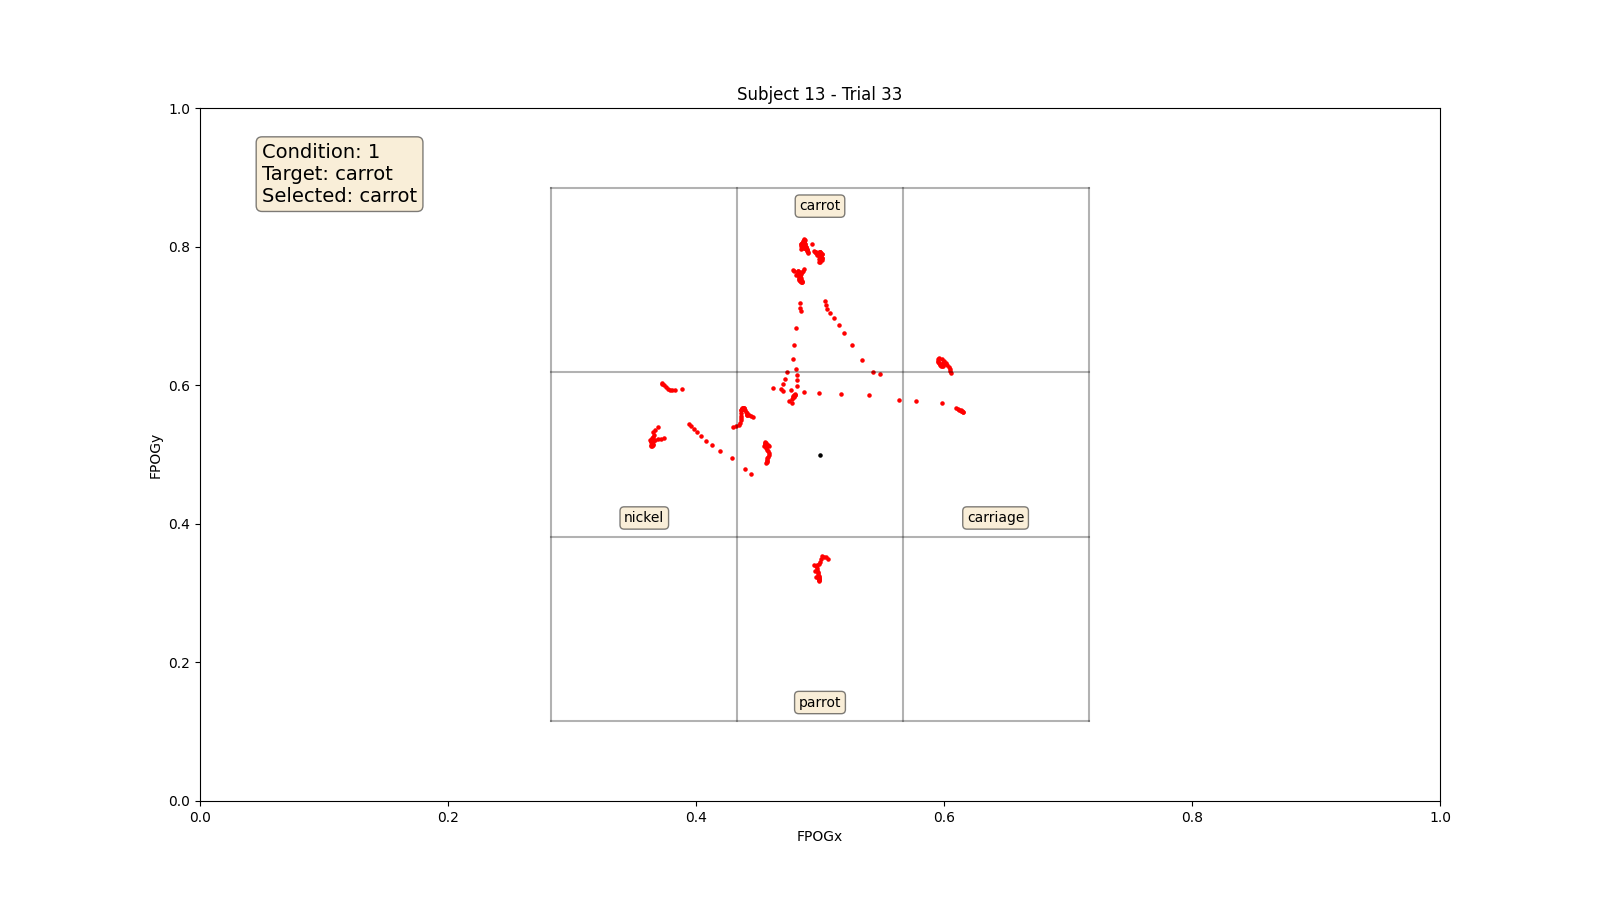 Subject 13 - Trial 33
1.0
Condition: 1
Target: carrot
Selected: carrot
carrot
0.8
0.6
FPOGy
nickel
carriage
0.4
parrot
0.2
0.0
0.0 0.2 0.4 0.6 0.8 1.0
FPOGx